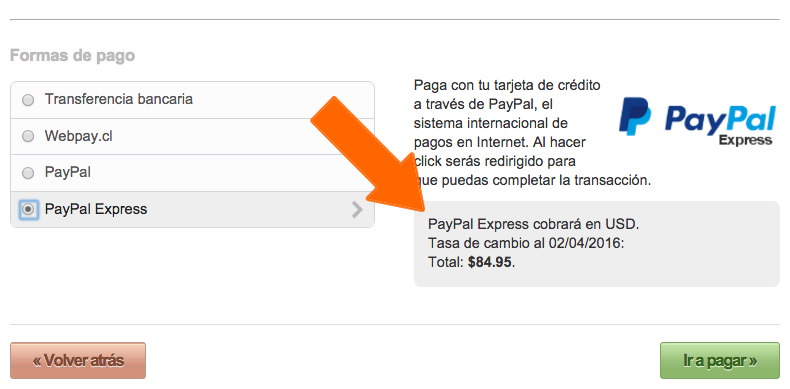 Formas de pago
Transferencia bancaria
Webpay.cl
PayPal
PayPal Express
Paga con tu tarjeta de crédito
a través de PayPal, el
sistema internacional de
pagos en Internet. Al hacer
click serás redirigido para
que puedas completar la transacción.
PayPal
Express
PayPal Express cobrará en USD.
Tasa de cambio al 02/04/2016:
Total: $84.95.
« Volver atrás
Ir a pagar »